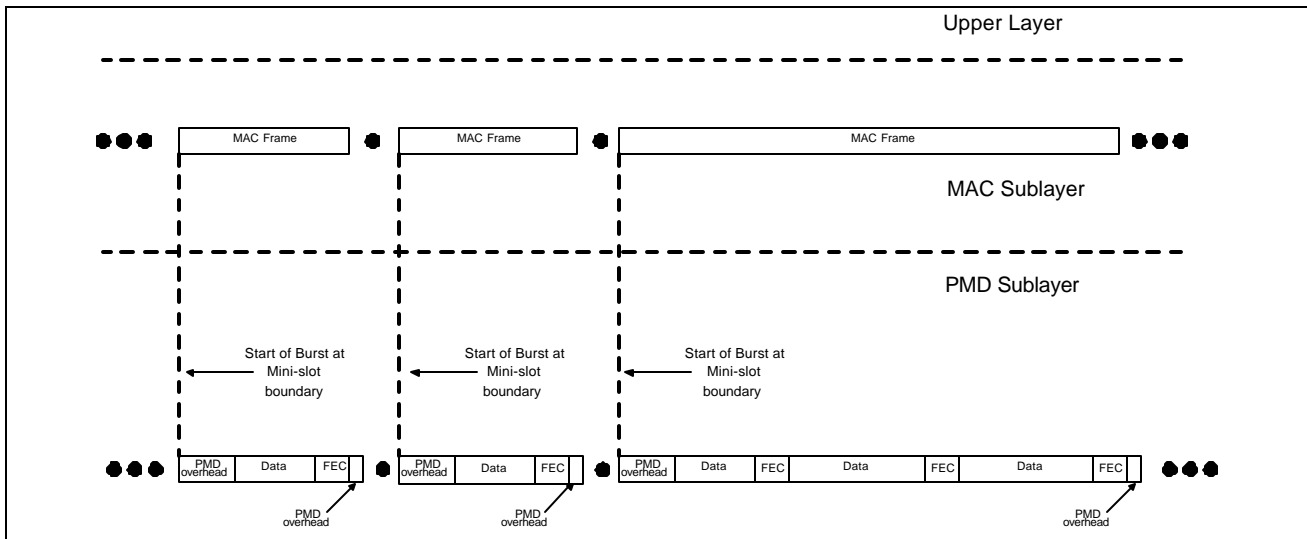 Upper Layer
MAC Frame
MAC Frame
MAC Frame
MAC Sublayer
PMD Sublayer
Start of Burst at
Mini-slot
boundary
Start of Burst at
Mini-slot
boundary
Start of Burst at
Mini-slot
boundary
PMD
overhead
Data
FEC
PMD
overhead
Data
FEC
PMD
overhead
Data
FEC
Data
FEC
Data
FEC
PMD
overhead
PMD
overhead
PMD
overhead